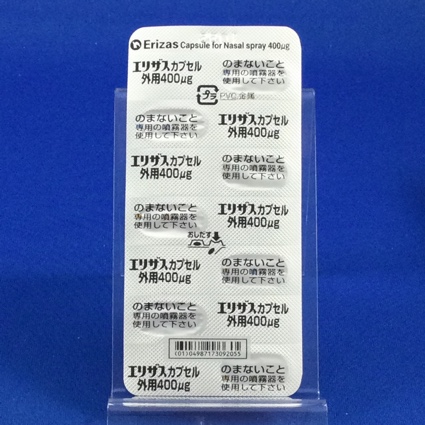 Erizas Capsule for Nasal spray 400μg
エリザスカプセル
外用400μg
のまないこと
専用の噴霧器を
使用して下さい
プラ
PVC,金属
のまないこと
専用の噴霧器を
使用して下さい
エリザスカプセル
外用400μg
エリザスカプセル
外用400μg
のまないこと
専用の噴霧器を
使用して下さい
のまないこと
専用の噴霧器を
使用して下さい
エリザスカプセル
外用400μg
おしだす
エリザスカプセル
外用400μg
のまないこと
専用の噴霧器を
使用して下さい
のまないこと
専用の噴霧器を
使用して下さい
エリザスカプセル
外用400μg
(01)04987173092055
エリザスカプセル
外用400μg
のまないこと
専用の噴霧器を
使用して下さい